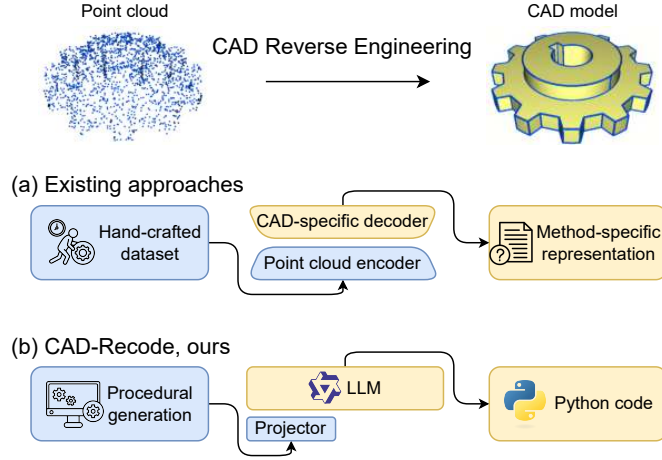 Point cloud
CAD model
CAD Reverse Engineering
(a) Existing approaches
Hand-crafted
dataset
CAD-specific decoder
Point cloud encoder
Method-specific
representation
?
(b) CAD-Recode, ours
Procedural
generation
LLM
Projector
Python code